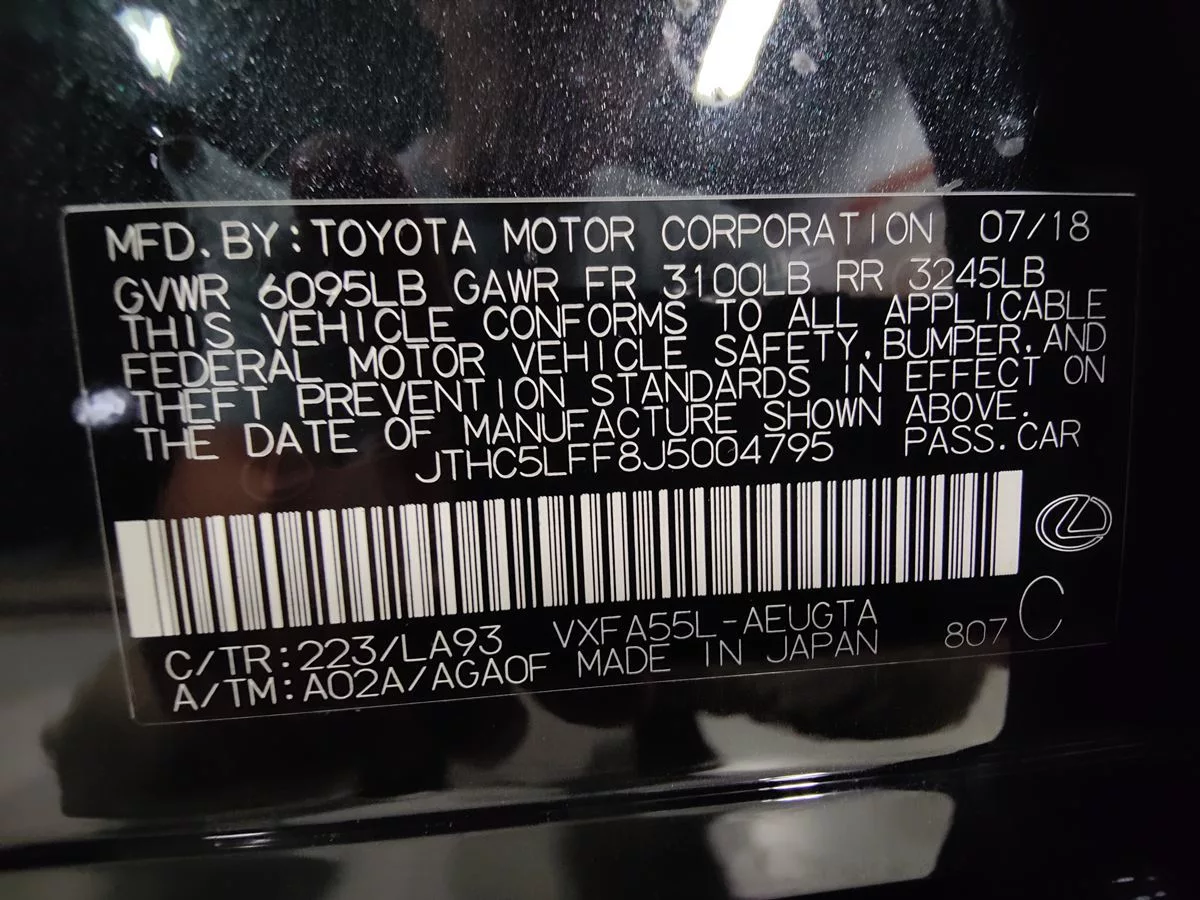 MFD. BY: TOYOTA MOTOR CORPORATION 07/18
GVWR 6095LB GAWR FR 3100LB RR 3245LB
THIS VEHICLE CONFORMS TO ALL APPLICABLE
FEDERAL MOTOR VEHICLE SAFETY, BUMPER, AND
THEFT PREVENTION STANDARDS IN EFFECT ON
THE DATE OF MANUFACTURE SHOWN ABOVE.
JTHC5LFF8J5004795 PASS. CAR
C/TR: 223/LA93 VXFA55L-AEUGTA
A/TM: A02A/AGA0F MADE IN JAPAN 807 C